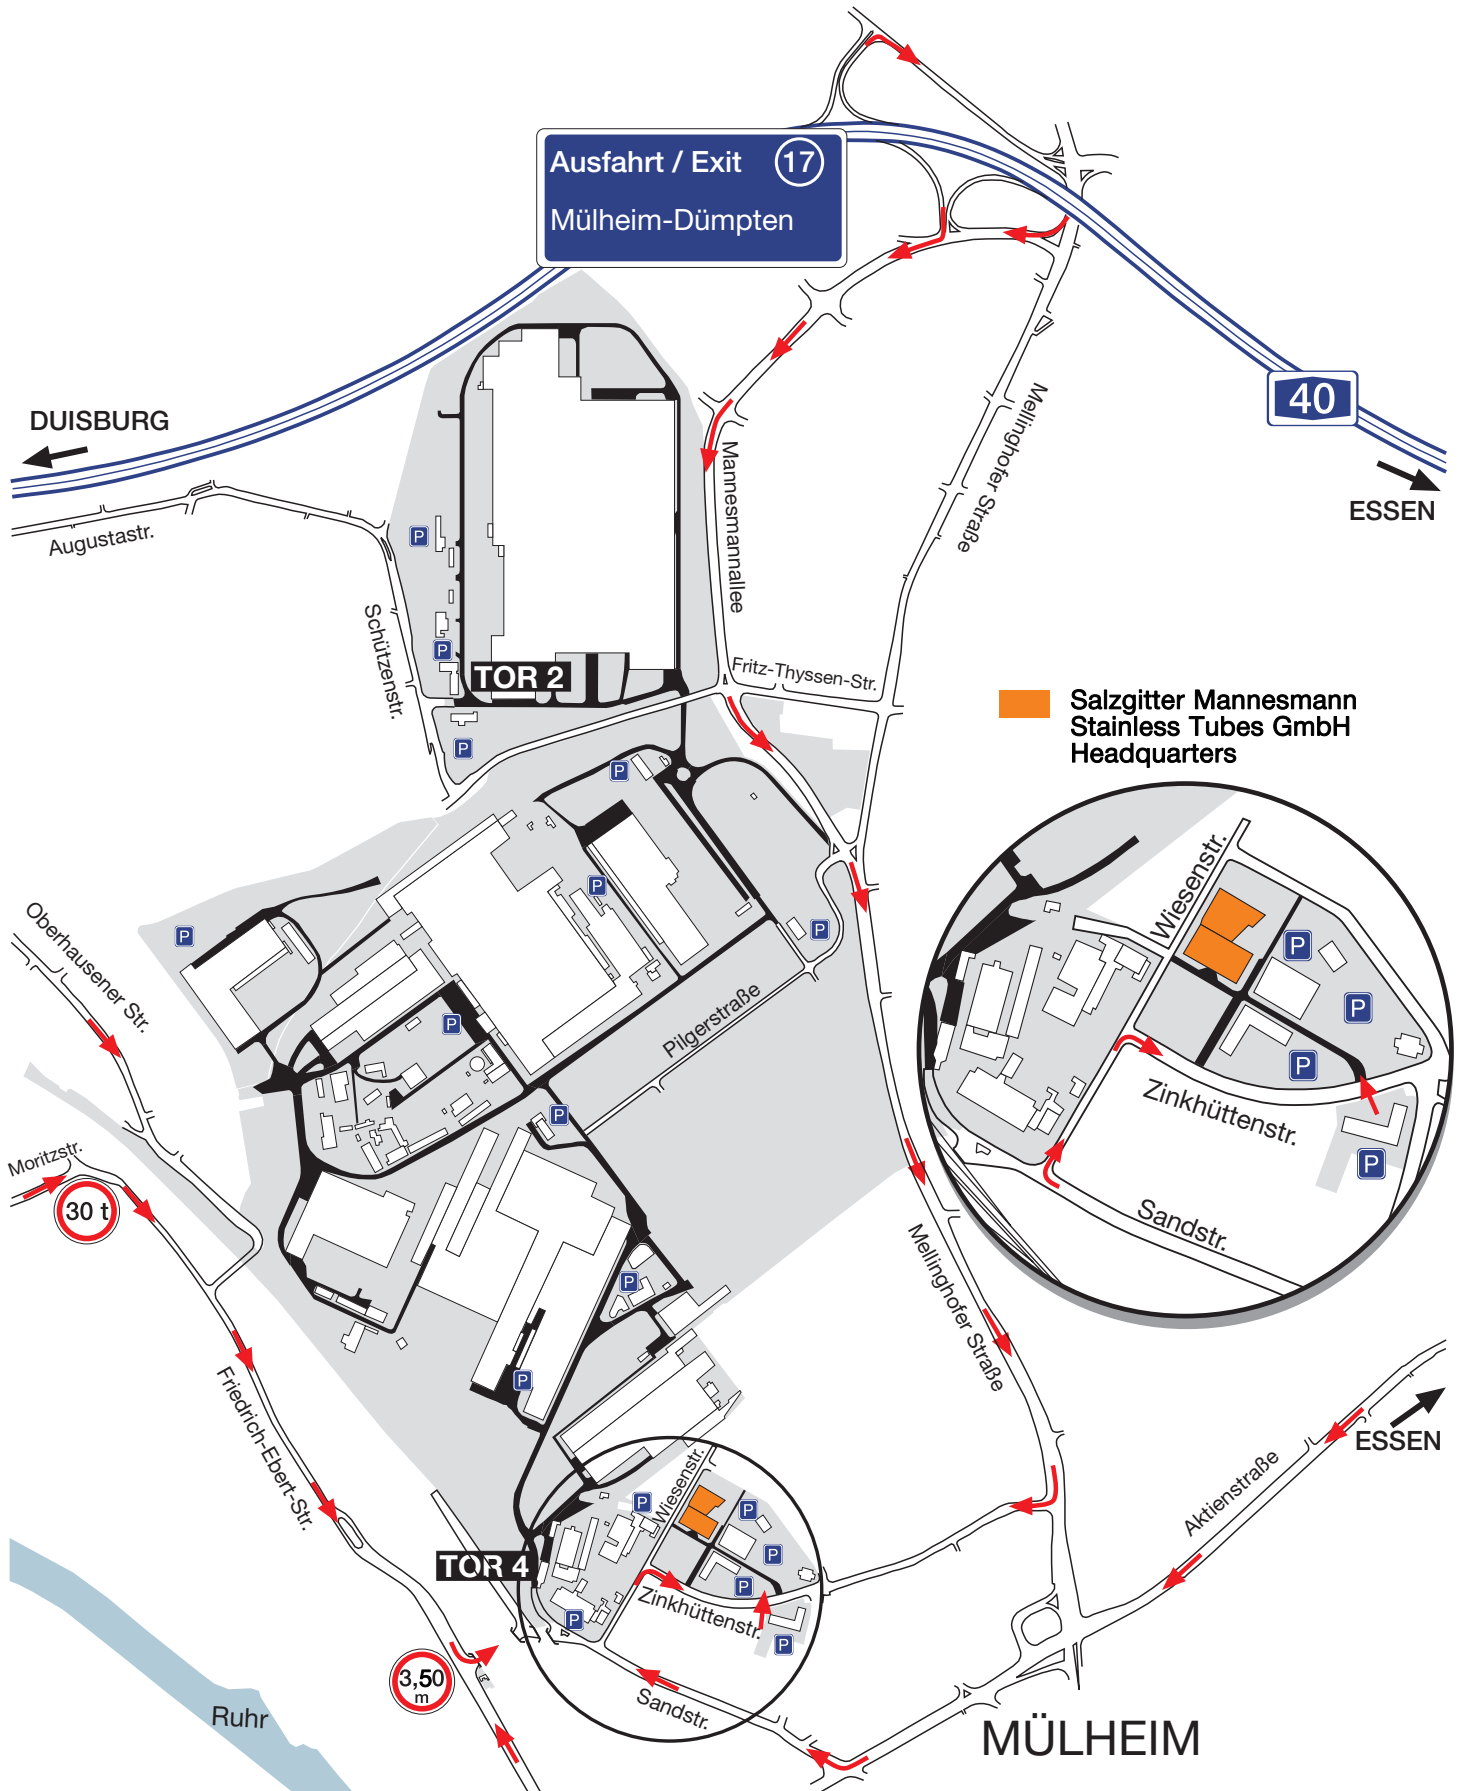 Ausfahrt / Exit 17
Mülheim-Dümpten
40
DUISBURG
ESSEN
Augustastr.
Mannesmannallee
Mellinghofer Straße
P
Schützenstr.
P
TOR 2
Fritz-Thyssen-Str.
P
P
Salzgitter Mannesmann
Stainless Tubes GmbH
Headquarters
Wiesenstr.
P
P
P
P
Zinkhüttenstr.
Sandstr.
P
P
P
Oberhausener Str.
P
Pilgerstraße
P
Moritzstr.
30 t
Mellinghofer Straße
P
P
Friedrich-Ebert-Str.
ESSEN
Aktienstraße
Wiesenstr.
P
P
P
P
TOR 4
Zinkhüttenstr.
P
P
3,50
m
Sandstr.
Ruhr
MÜLHEIM